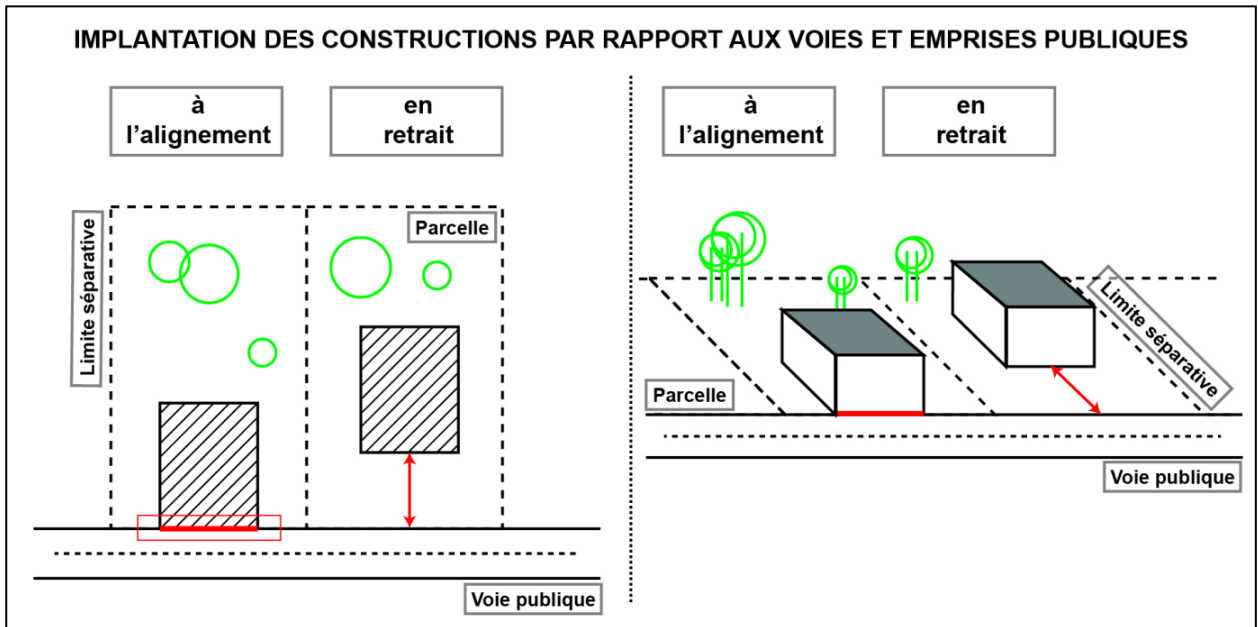 IMPLANTATION DES CONSTRUCTIONS PAR RAPPORT AUX VOIES ET EMPRISES PUBLIQUES
à
l’alignement
en
retrait
Limite séparative
Parcelle
Voie publique
à
l’alignement
en
retrait
Limite séparative
Parcelle
Voie publique